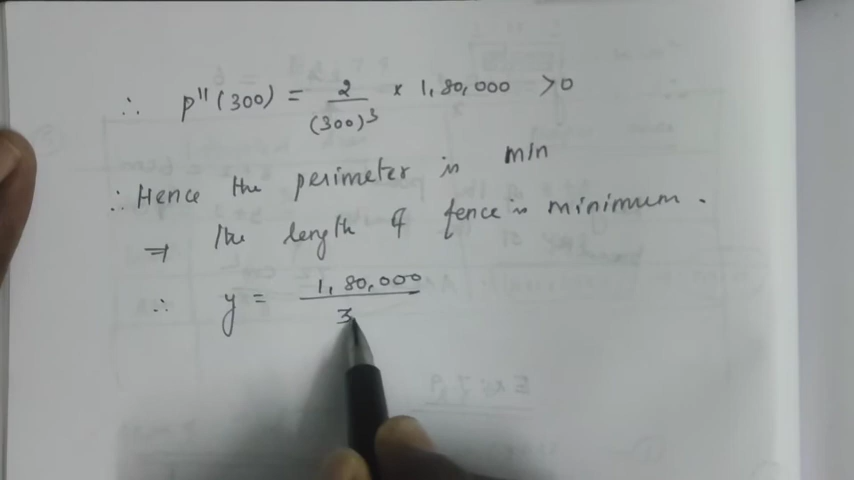 ∴ p''(300) = 2/(300)³ × 1,80,000 >0
∴ Hence the perimeter is min
⇒ the length of fence is minimum.
∴ y = 1,80,000/3